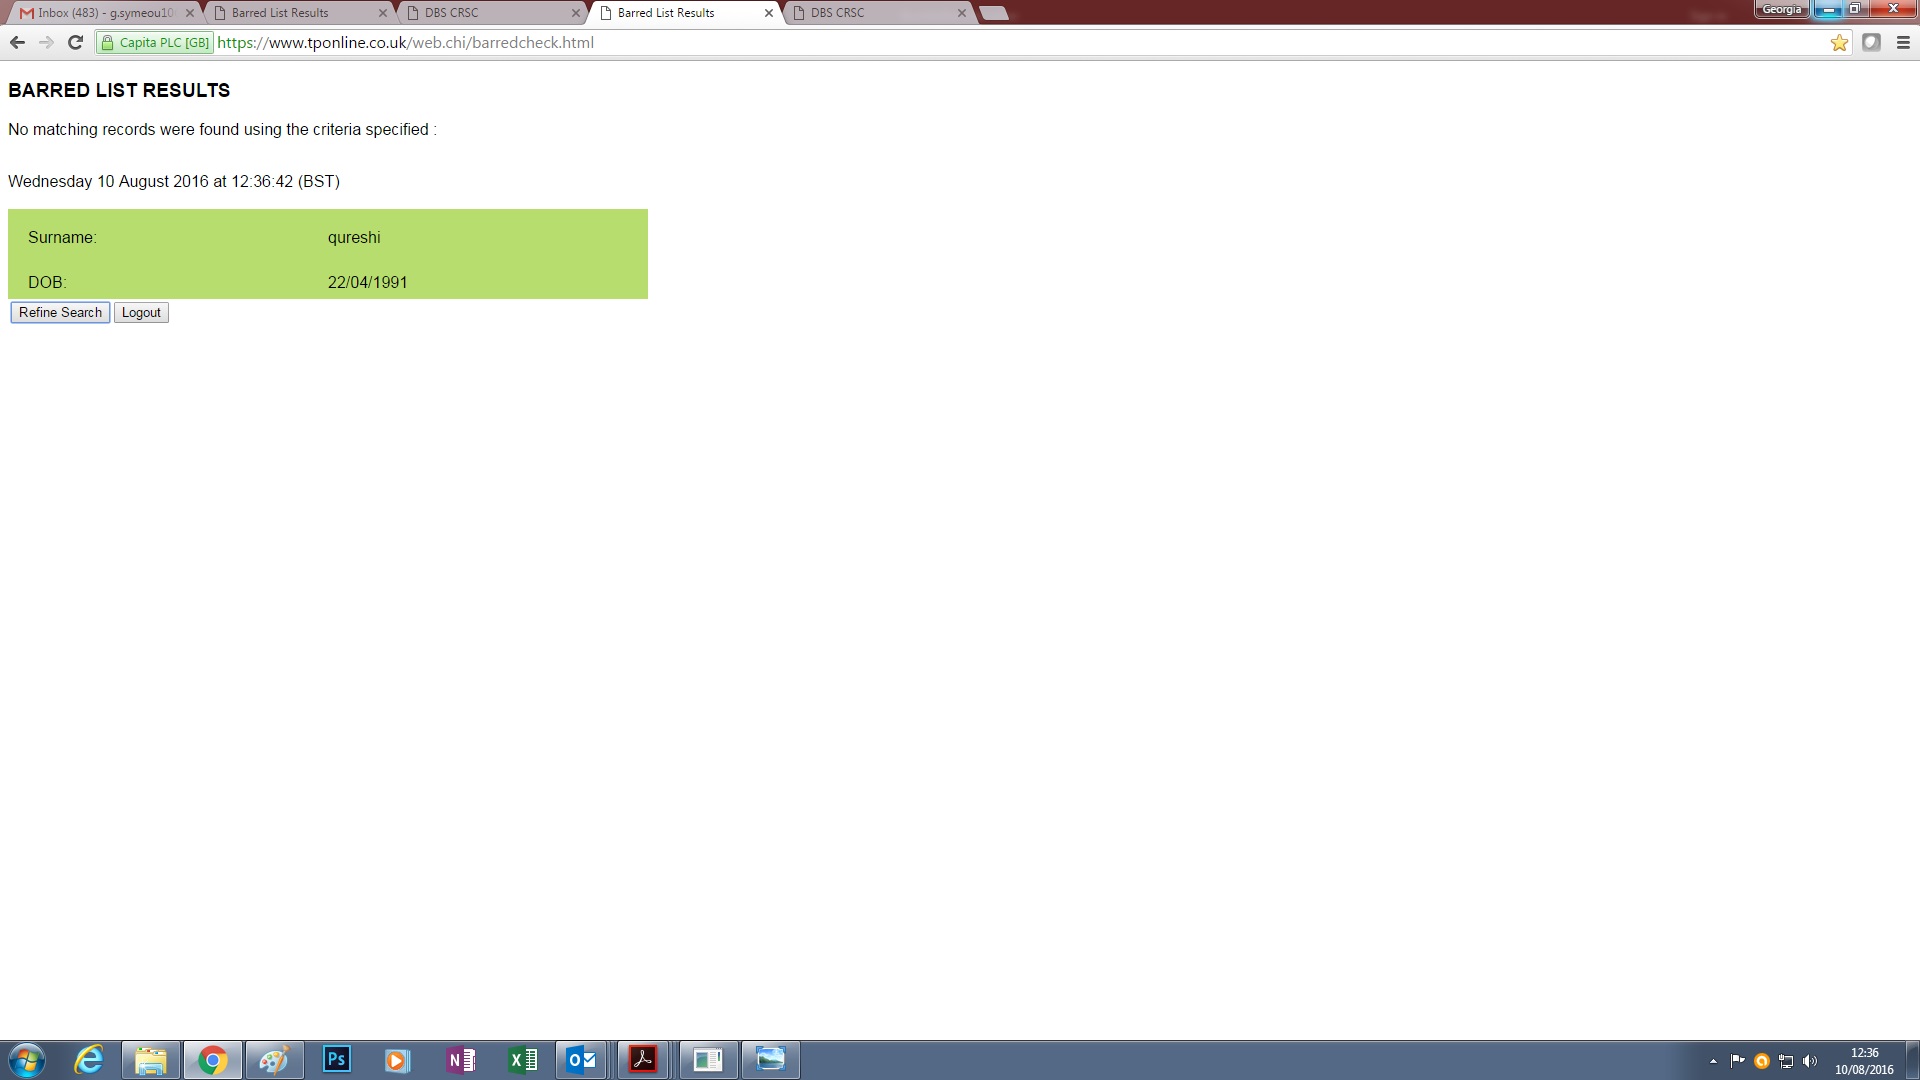 Inbox (483) - g.symeou10
Barred List Results
DBS CRSC
Barred List Results
DBS CRSC
Georgia
Capita PLC [GB] https://www.tponline.co.uk/web.chi/barredcheck.html
BARRED LIST RESULTS
No matching records were found using the criteria specified :
Wednesday 10 August 2016 at 12:36:42 (BST)
Surname: qureshi
DOB: 22/04/1991
Refine Search Logout
Ps
12:36
10/08/2016